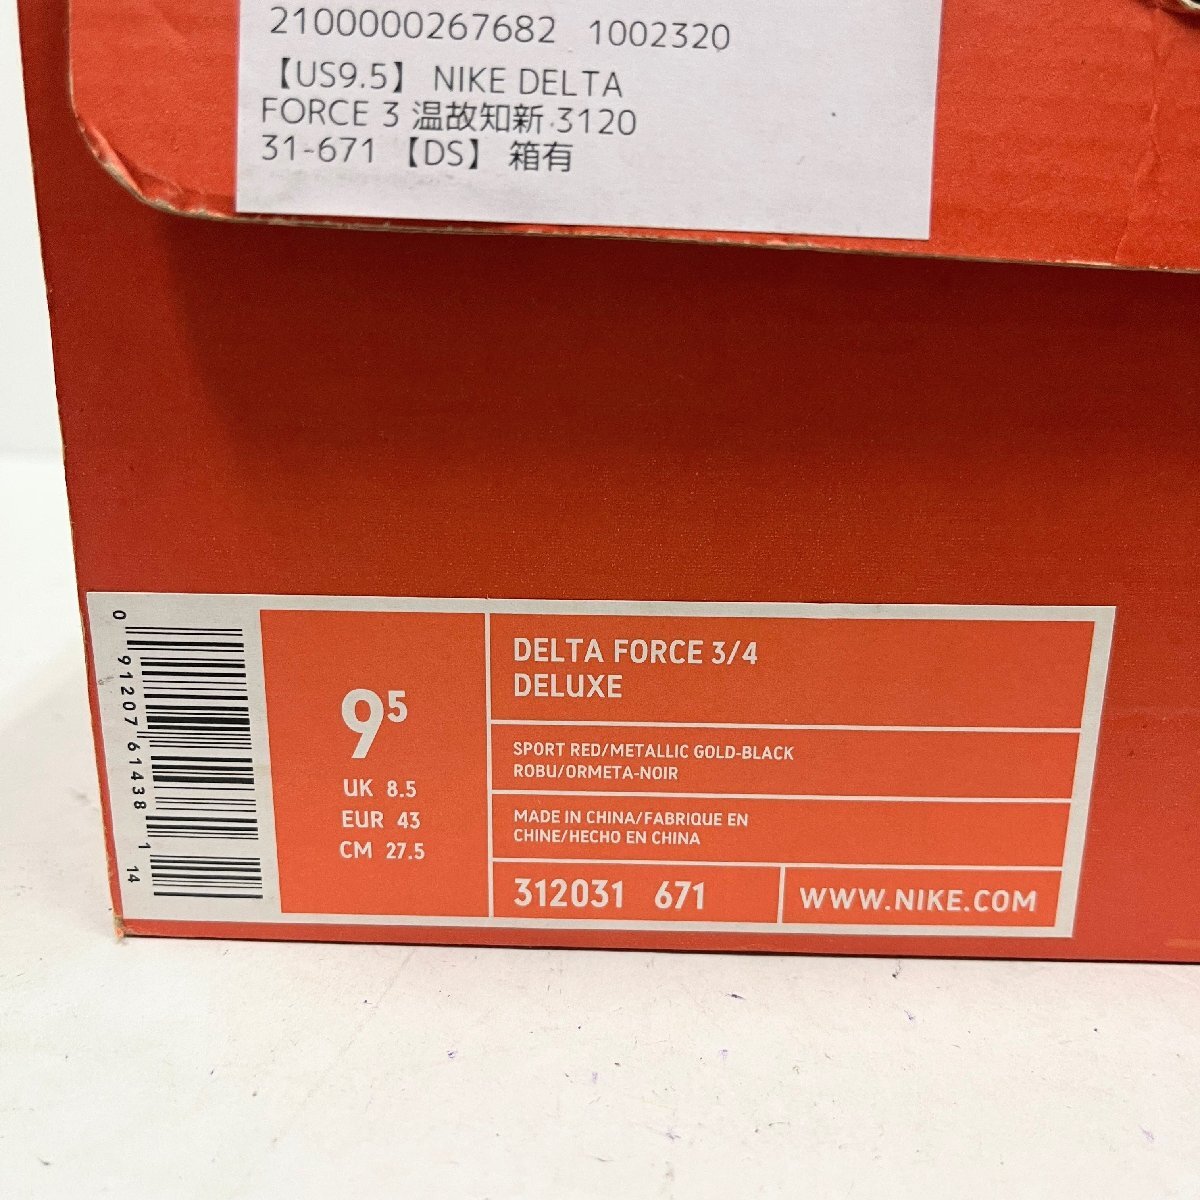 2100000267682 1002320
【US9.5】 NIKE DELTA
FORCE 3 温故知新 3120
31-671 【DS】 箱有
0 91207 61438 1 14
9⁵
UK 8.5
EUR 43
CM 27.5
DELTA FORCE 3/4
DELUXE
SPORT RED/METALLIC GOLD-BLACK
ROBU/ORMETA-NOIR
MADE IN CHINA/FABRIQUE EN
CHINE/HECHO EN CHINA
312031 671
WWW.NIKE.COM